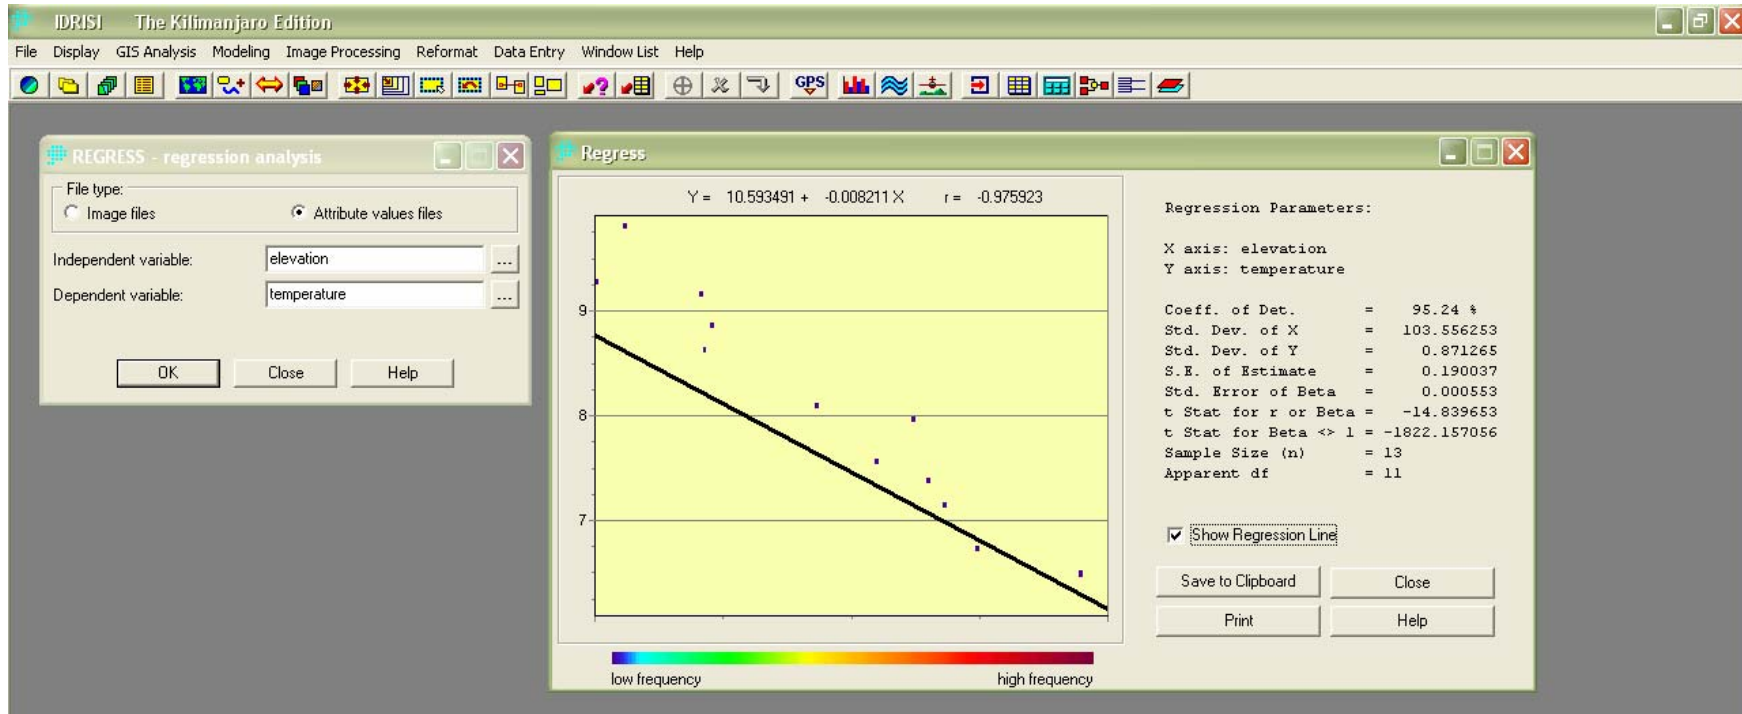 IDRISI The Kilimanjaro Edition
File Display GIS Analysis Modeling Image Processing Reformat Data Entry Window List Help
GPS
REGRESS - regression analysis
File type:
Image files Attribute values files
Independent variable: elevation ...
Dependent variable: temperature ...
OK Close Help
Regress
Y = 10.593491 + -0.008211 X r = -0.975923
9
8
7
low frequency high frequency
Regression Parameters:
X axis: elevation
Y axis: temperature
Coeff. of Det. = 95.24 %
Std. Dev. of X = 103.556253
Std. Dev. of Y = 0.871265
S.E. of Estimate = 0.190037
Std. Error of Beta = 0.000553
t Stat for r or Beta = -14.839653
t Stat for Beta <> 1 = -1822.157056
Sample Size (n) = 13
Apparent df = 11
Show Regression Line
Save to Clipboard Close
Print Help